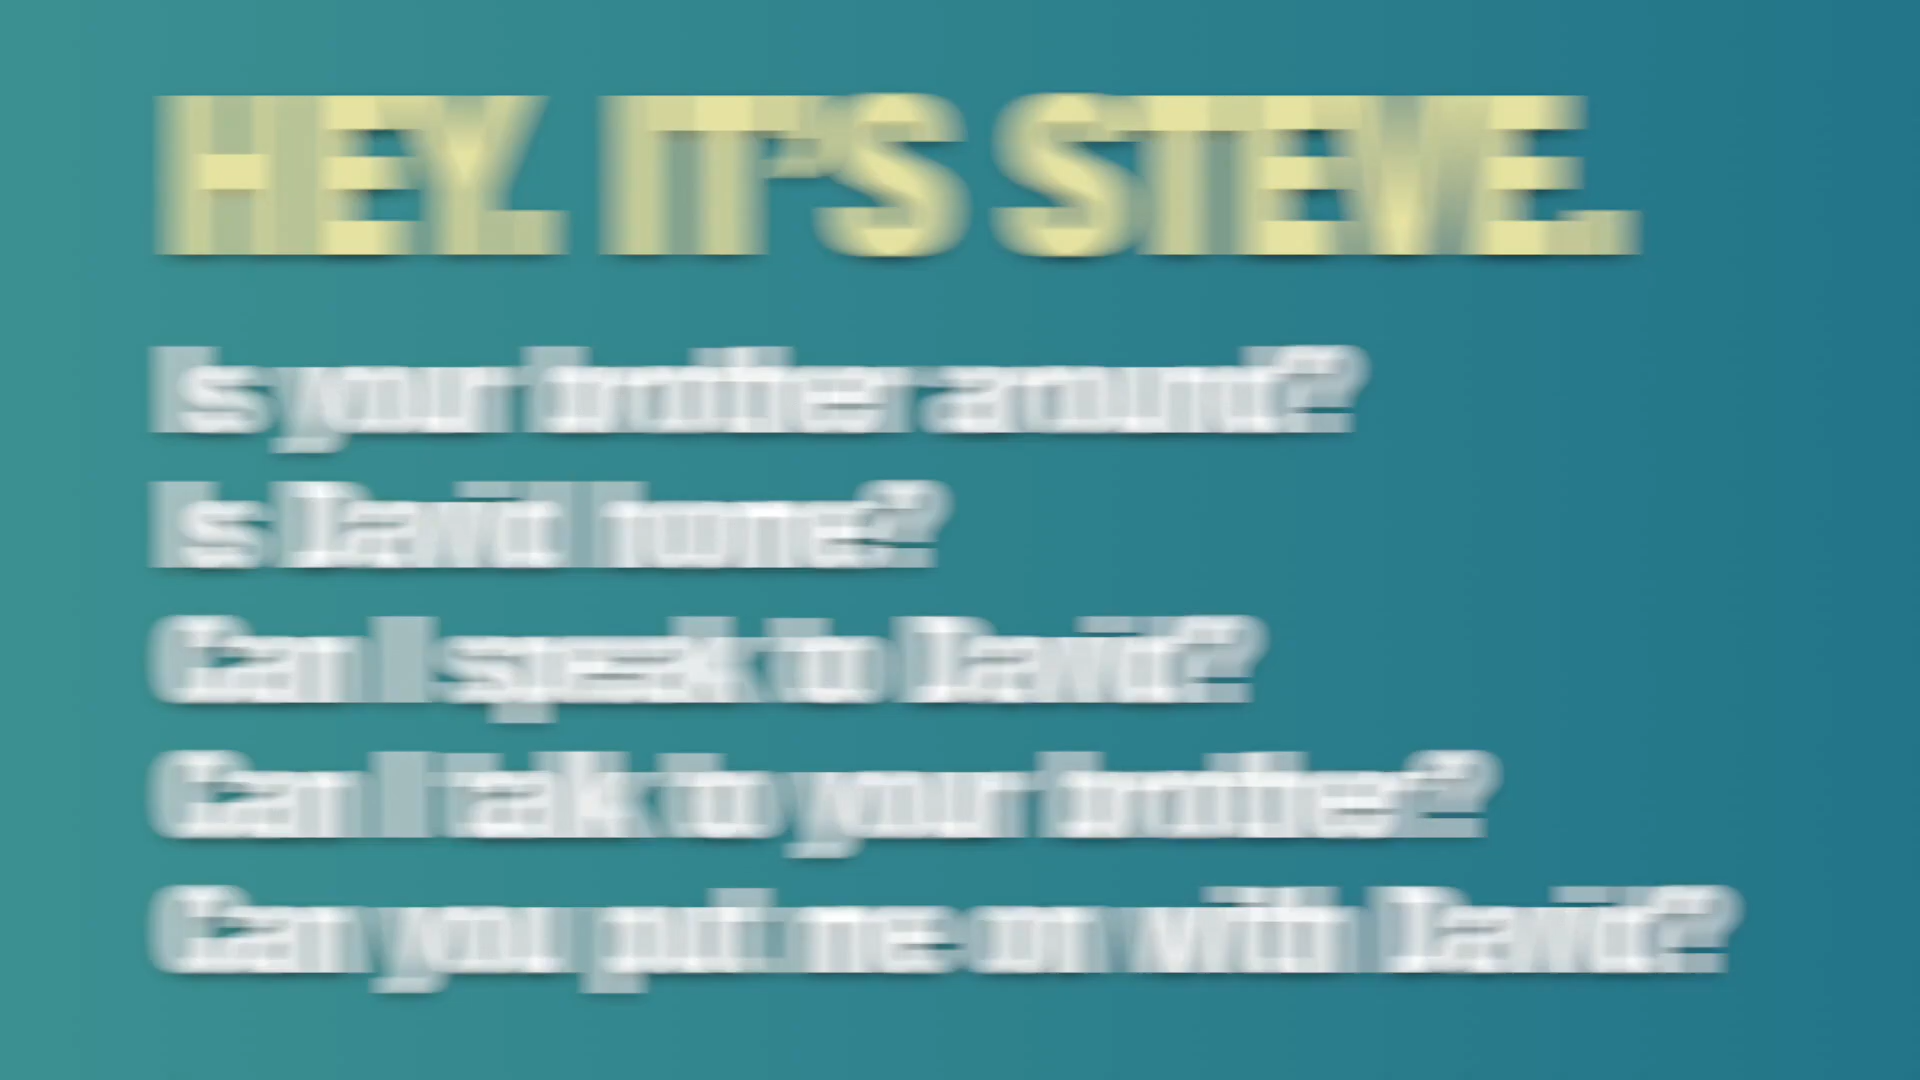 HEY. IT'S STEVE.
Is your brother around?
Is David home?
Can I speak to David?
Can I talk to your brother?
Can you put me on with David?